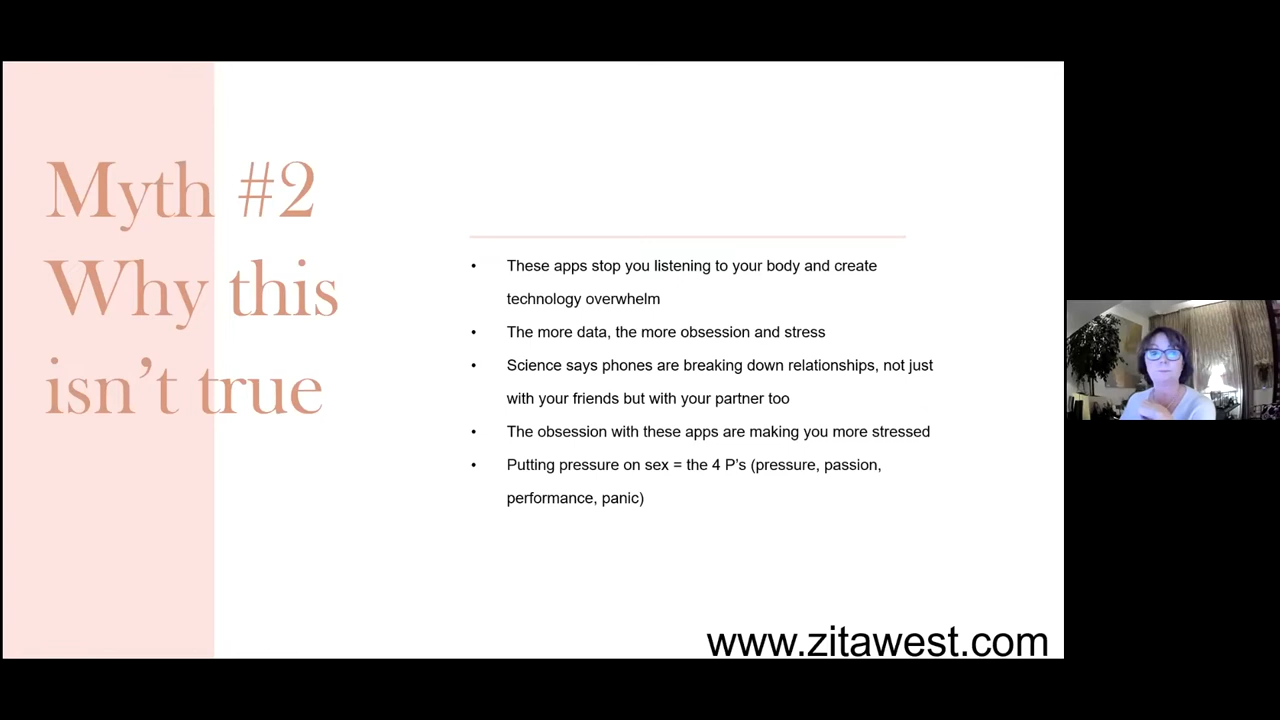 Myth #2
Why this
isn’t true
• These apps stop you listening to your body and create
technology overwhelm
• The more data, the more obsession and stress
• Science says phones are breaking down relationships, not just
with your friends but with your partner too
• The obsession with these apps are making you more stressed
• Putting pressure on sex = the 4 P’s (pressure, passion,
performance, panic)
www.zitawest.com